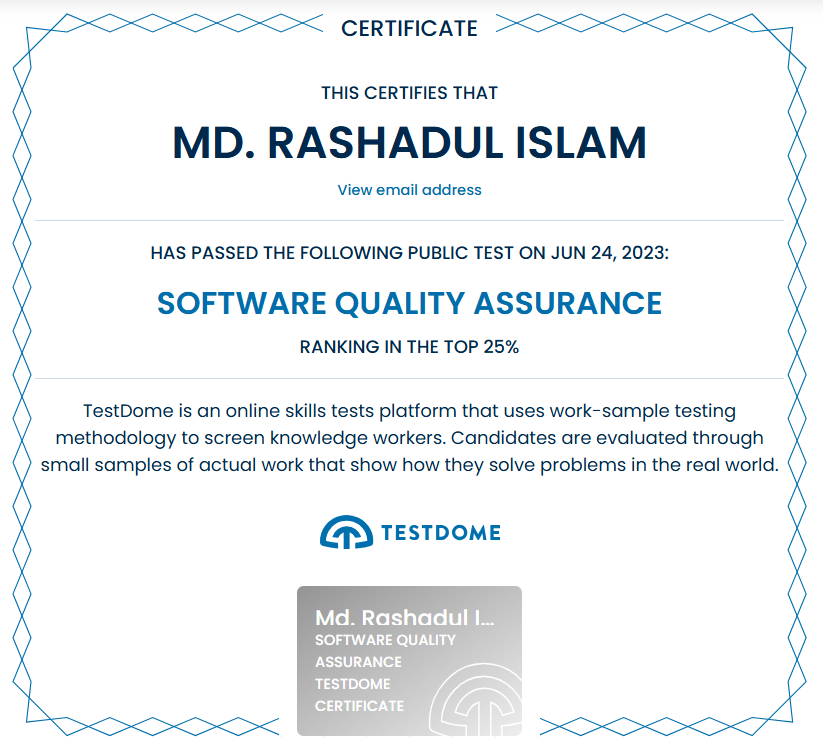 CERTIFICATE
THIS CERTIFIES THAT
MD. RASHADUL ISLAM
View email address
HAS PASSED THE FOLLOWING PUBLIC TEST ON JUN 24, 2023:
SOFTWARE QUALITY ASSURANCE
RANKING IN THE TOP 25%
TestDome is an online skills tests platform that uses work-sample testing
methodology to screen knowledge workers. Candidates are evaluated through
small samples of actual work that show how they solve problems in the real world.
TESTDOME
Md. Rashadul I...
SOFTWARE QUALITY
ASSURANCE
TESTDOME
CERTIFICATE